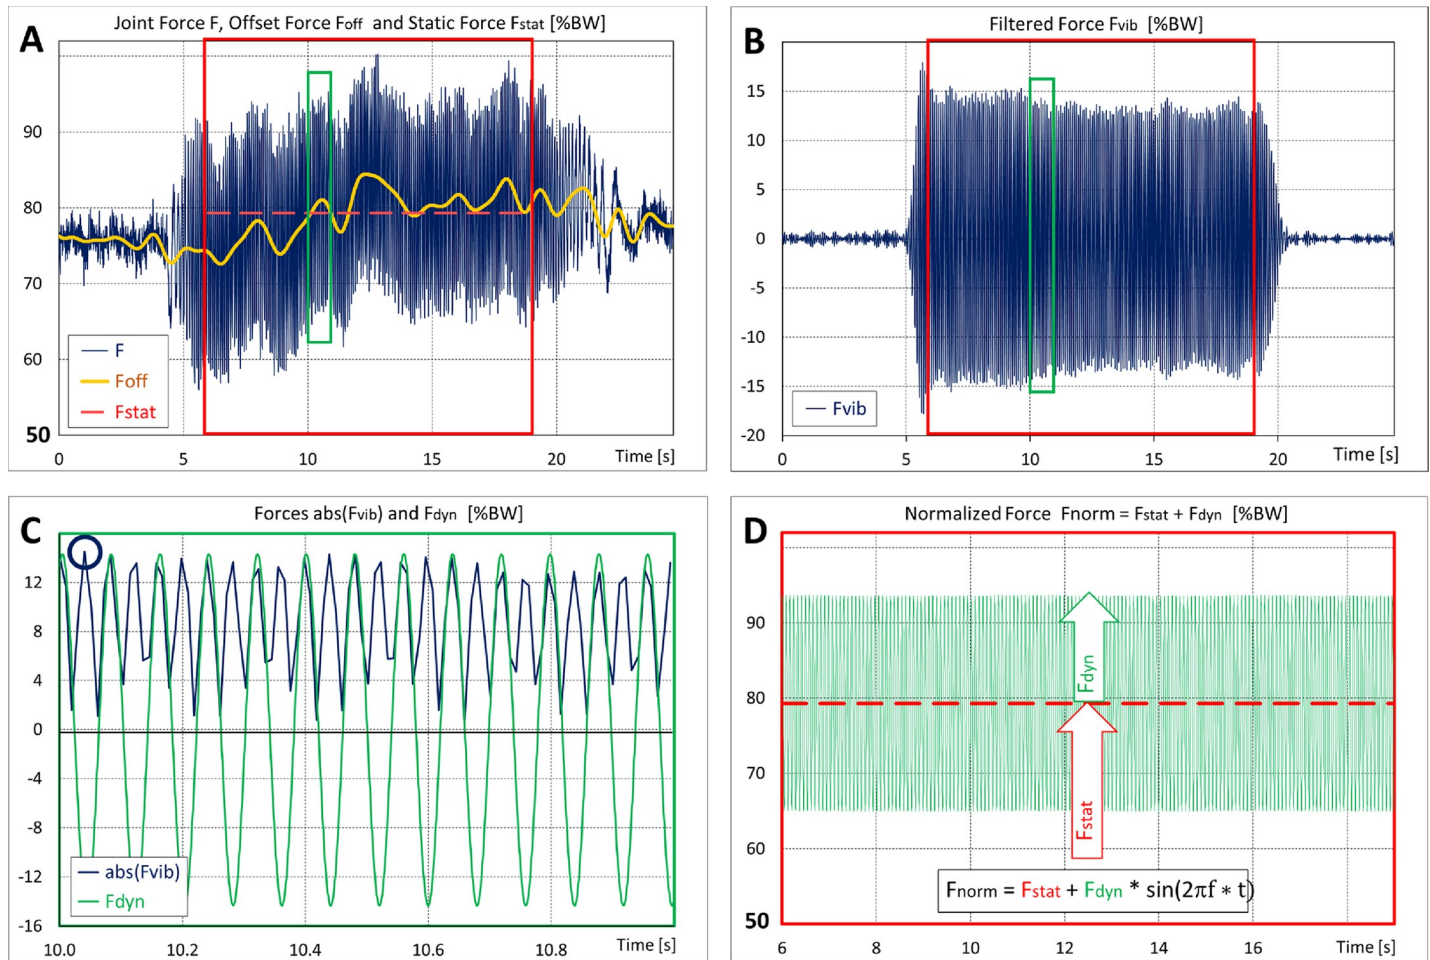 A
Joint Force F, Offset Force Foff and Static Force Fstat [%BW]
90
80
70
60
50
F
Foff
Fstat
0 5 10 15 20 Time [s]
B
Filtered Force Fvib [%BW]
15
10
5
0
-5
-10
-15
-20
Fvib
0 5 10 15 20 Time [s]
C
Forces abs(Fvib) and Fdyn [%BW]
12
8
4
0
-4
-8
-12
-16
abs(Fvib)
Fdyn
10.0 10.2 10.4 10.6 10.8 Time [s]
D
Normalized Force Fnorm = Fstat + Fdyn [%BW]
90
80
70
60
50
Fdyn
Fstat
Fnorm = Fstat + Fdyn * sin(2πf * t)
6 8 10 12 14 16 Time [s]